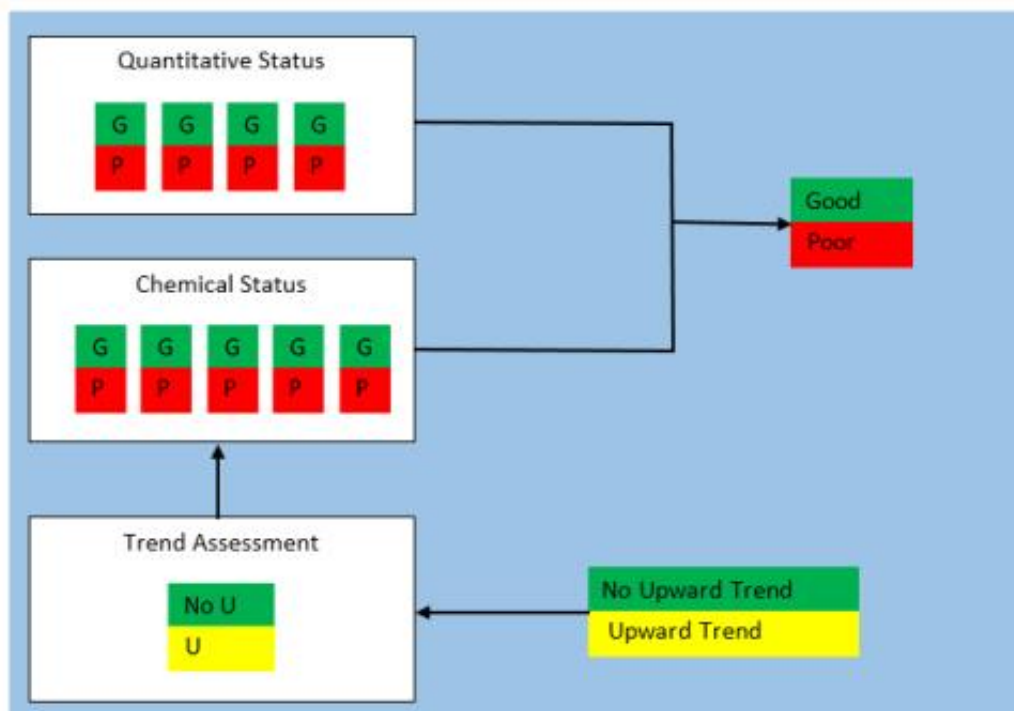 Quantitative Status
G G G G
P P P P
Good
Poor
Chemical Status
G G G G G
P P P P P
Trend Assessment
No U
U
No Upward Trend
Upward Trend